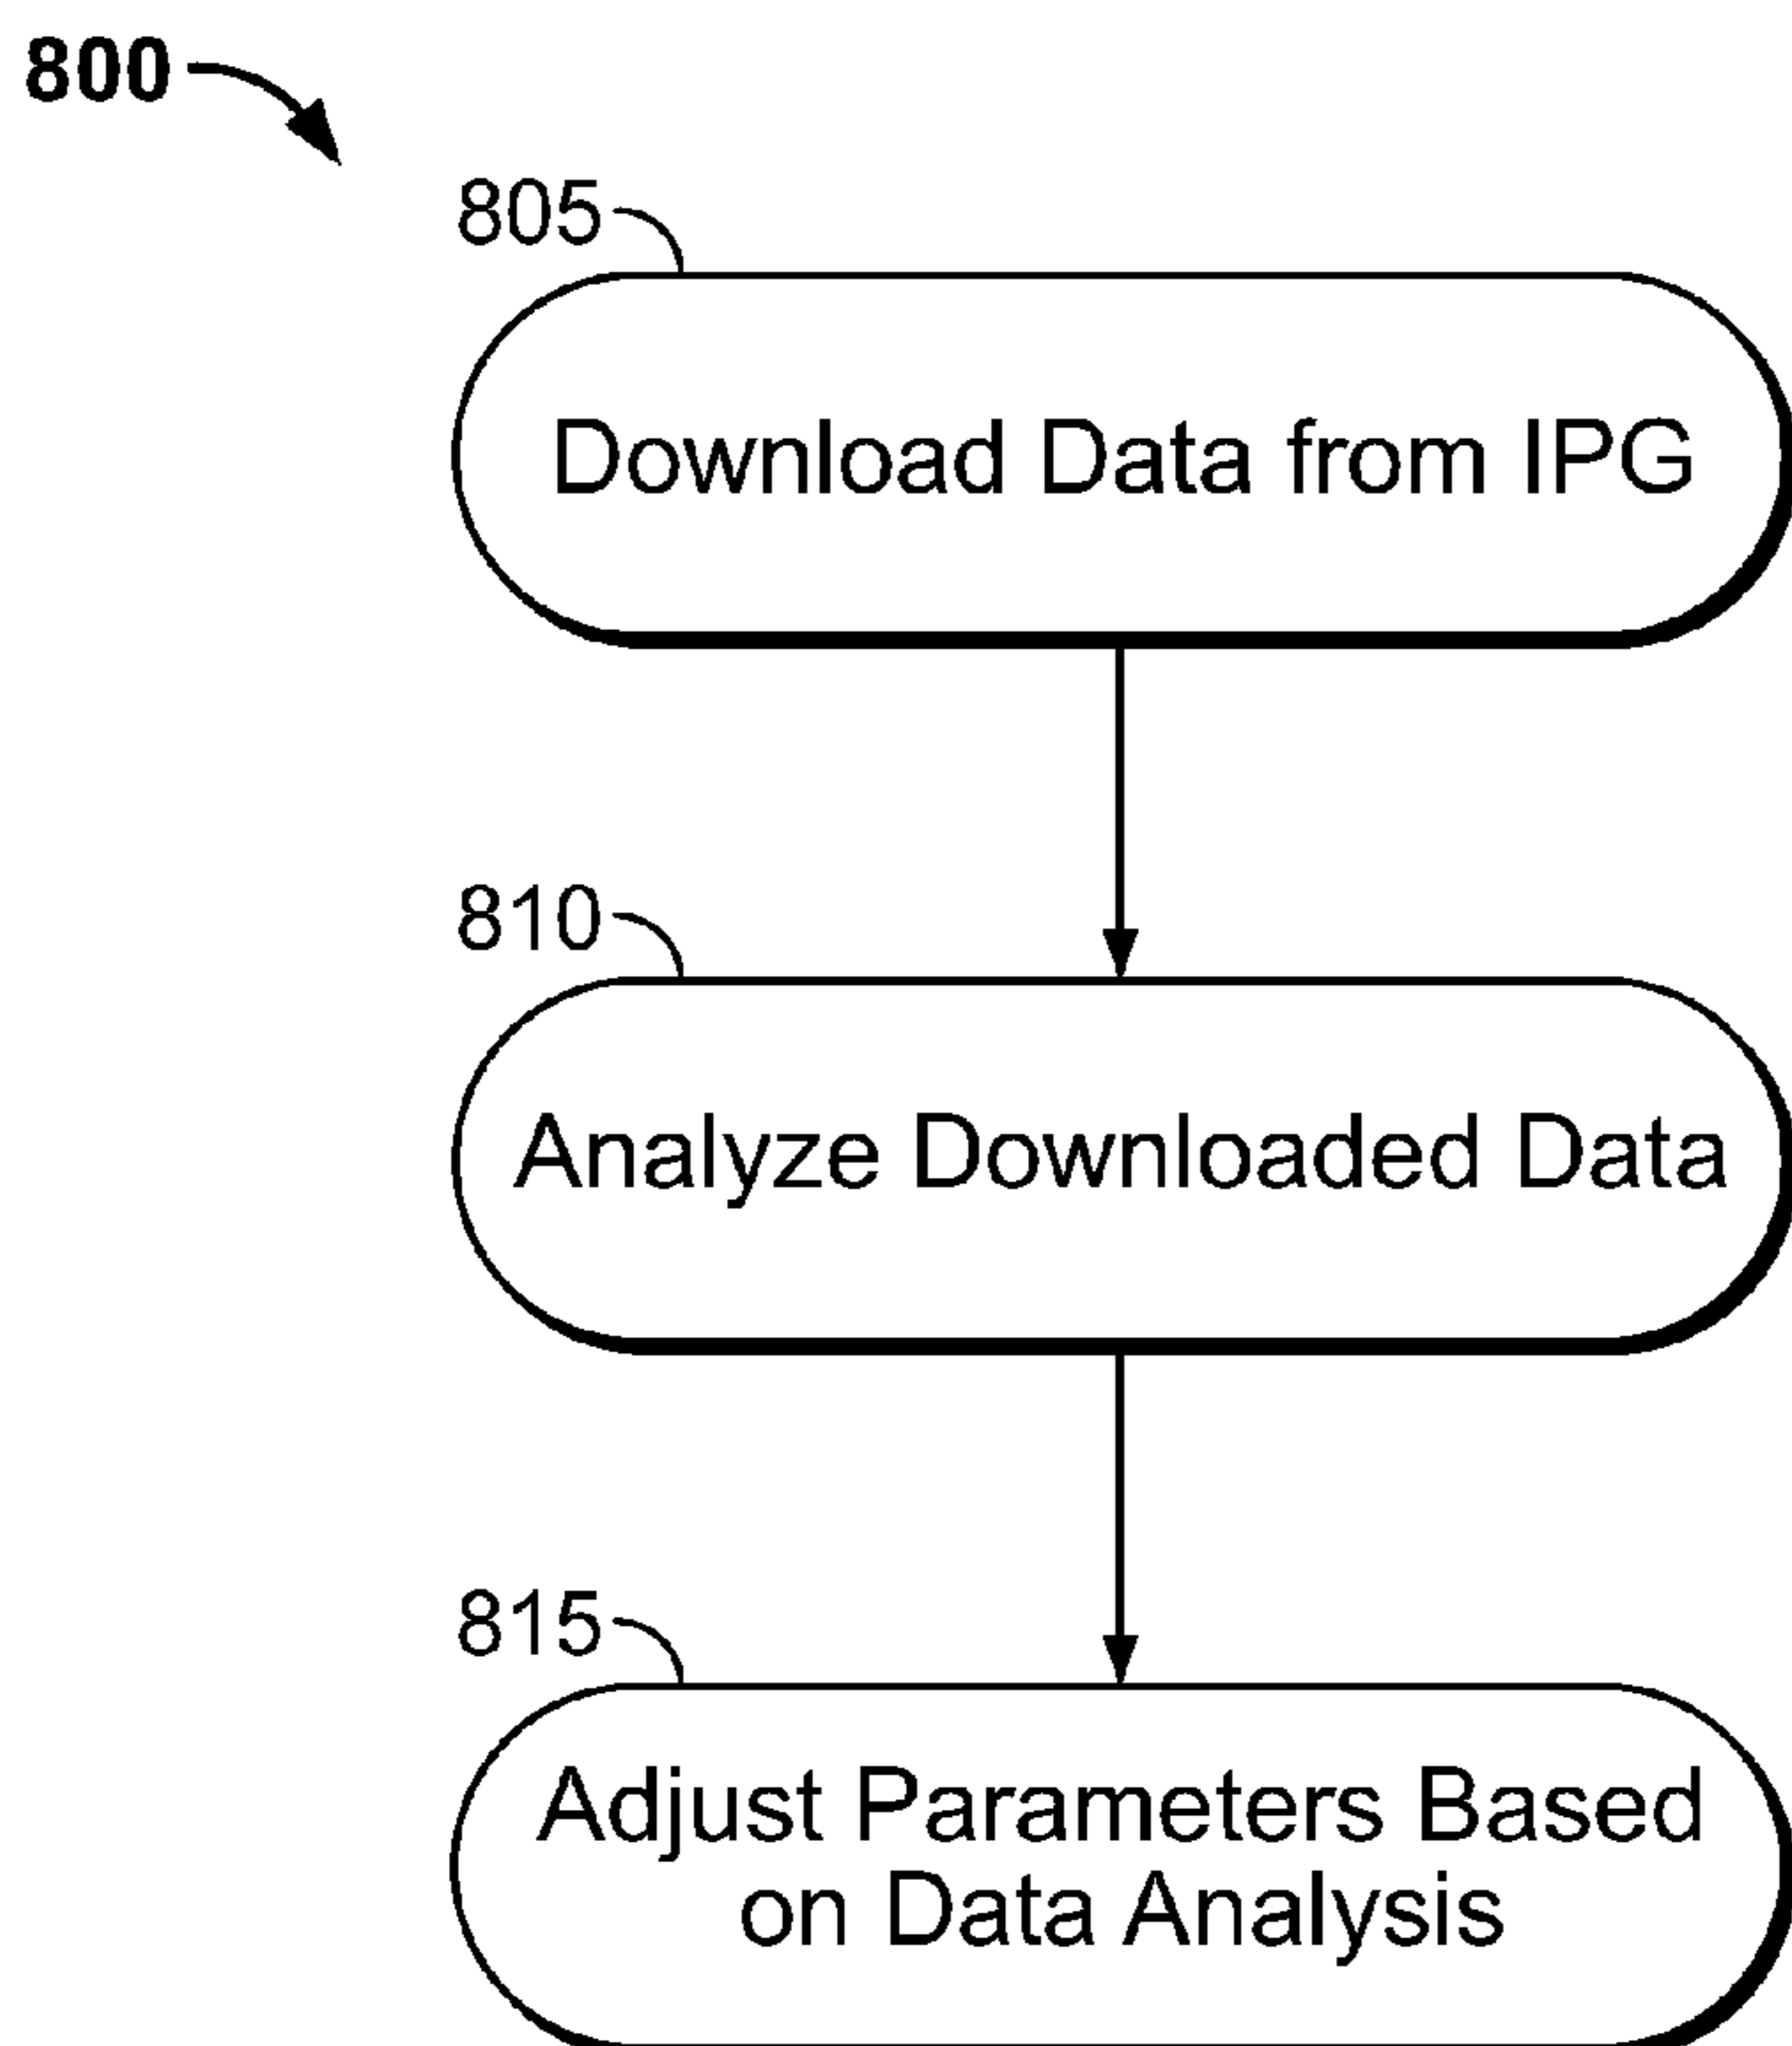 800
805
Download Data from IPG
810
Analyze Downloaded Data
815
Adjust Parameters Based
on Data Analysis